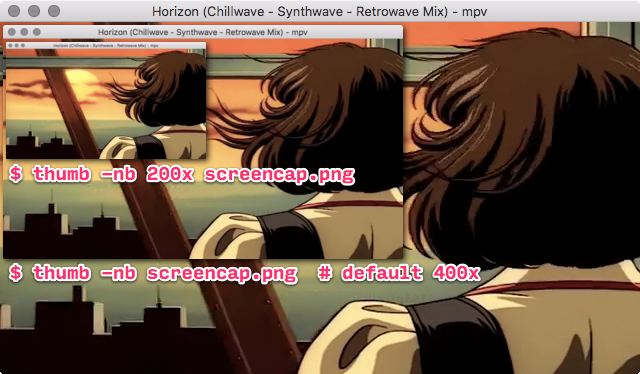 Horizon (Chillwave - Synthwave - Retrowave Mix) - mpv
Horizon (Chillwave - Synthwave - Retrowave Mix) - mpv
Horizon (Chillwave - Synthwave - Retrowave Mix) - mpv
$ thumb -nb 200x screencap.png
$ thumb -nb screencap.png # default 400x